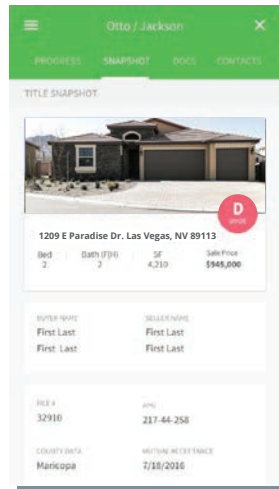 Otto / Jackson
PROGRESS SNAPSHOT DOCS CONTACTS
TITLE SNAPSHOT
D
1209 E Paradise Dr. Las Vegas, NV 89113
Bed Bath (F|H) SF Sale Price
2 2 4,210 $945,000
BUYER NAME SELLER NAME
First Last First Last
First Last First Last
FILE # APN
32910 217-44-258
COUNTY DATA MUTUAL ACCEPTANCE
Maricopa 7/18/2016